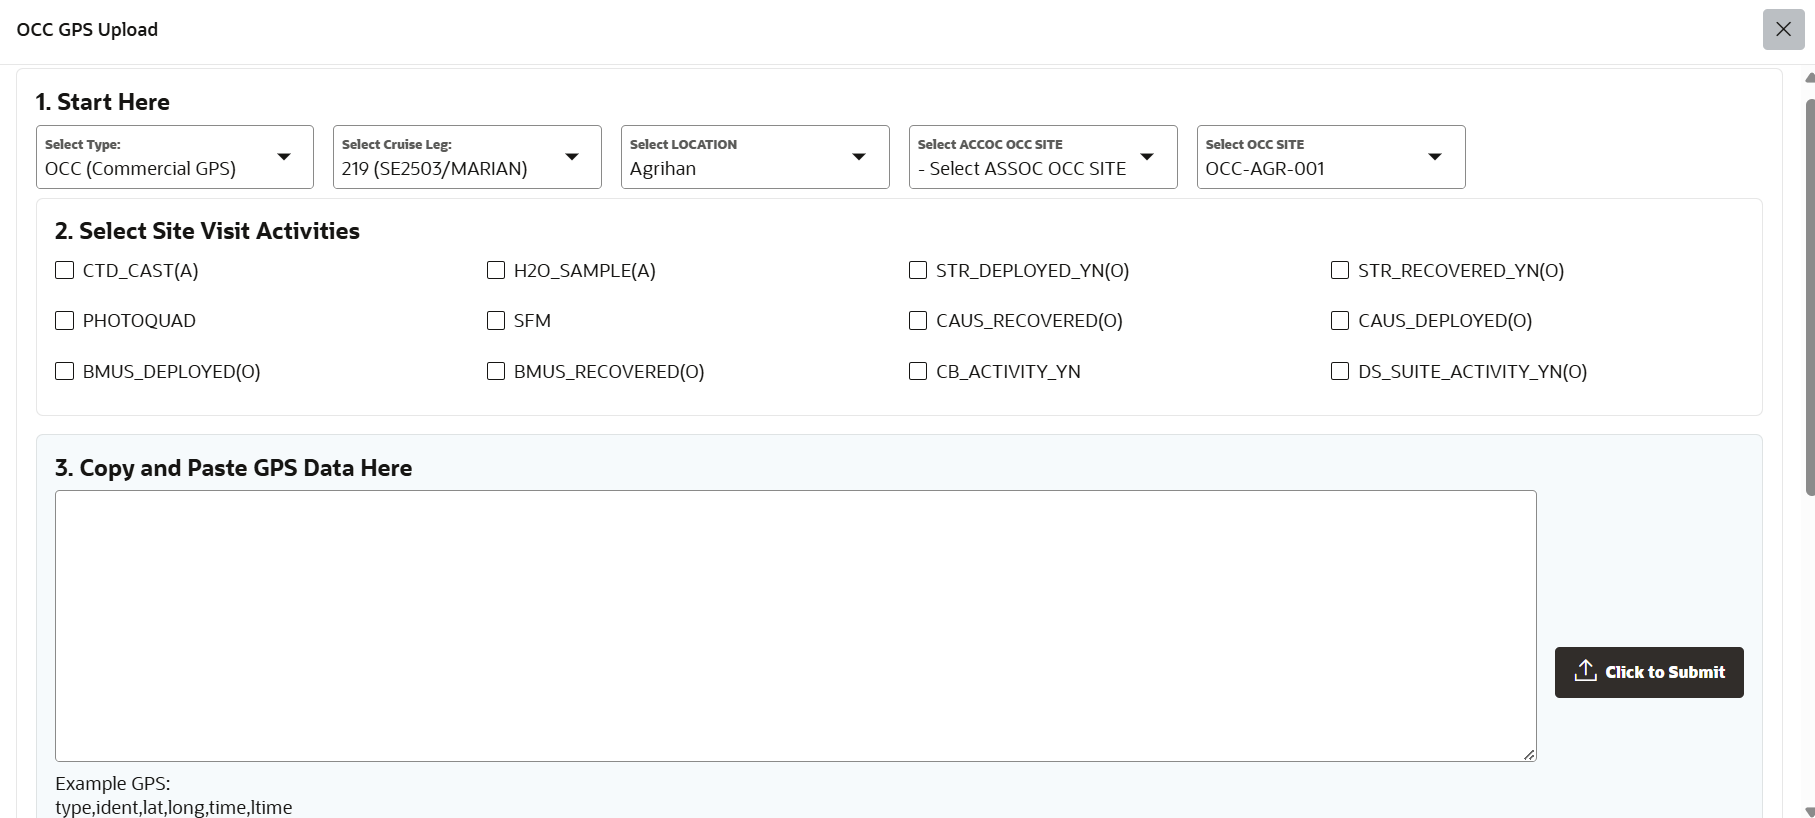 OCC GPS Upload
1. Start Here
Select Type:
OCC (Commercial GPS)
Select Cruise Leg:
219 (SE2503/MARIAN)
Select LOCATION
Agrihan
Select ACCOC OCC SITE
- Select ASSOC OCC SITE
Select OCC SITE
OCC-AGR-001
2. Select Site Visit Activities
CTD_CAST(A)
H2O_SAMPLE(A)
STR_DEPLOYED_YN(O)
STR_RECOVERED_YN(O)
PHOTOQUAD
SFM
CAUS_RECOVERED(O)
CAUS_DEPLOYED(O)
BMUS_DEPLOYED(O)
BMUS_RECOVERED(O)
CB_ACTIVITY_YN
DS_SUITE_ACTIVITY_YN(O)
3. Copy and Paste GPS Data Here
Click to Submit
Example GPS:
type,ident,lat,long,time,ltime